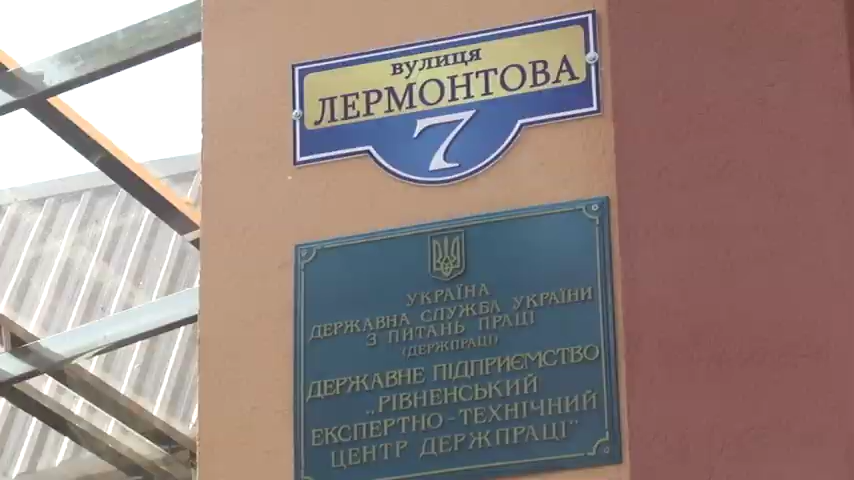 вулиця
ЛЕРМОНТОВА
7
УКРАЇНА
ДЕРЖАВНА СЛУЖБА УКРАЇНИ
З ПИТАНЬ ПРАЦІ
(ДЕРЖПРАЦІ)
ДЕРЖАВНЕ ПІДПРИЄМСТВО
„РІВНЕНСЬКИЙ
ЕКСПЕРТНО-ТЕХНІЧНИЙ
ЦЕНТР ДЕРЖПРАЦІ”